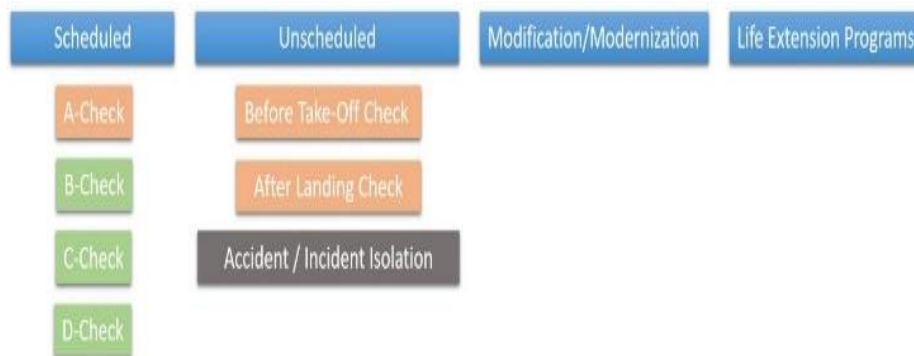 Scheduled
Unscheduled
Modification/Modernization
Life Extension Programs
A-Check
Before Take-Off Check
B-Check
After Landing Check
C-Check
Accident / Incident Isolation
D-Check